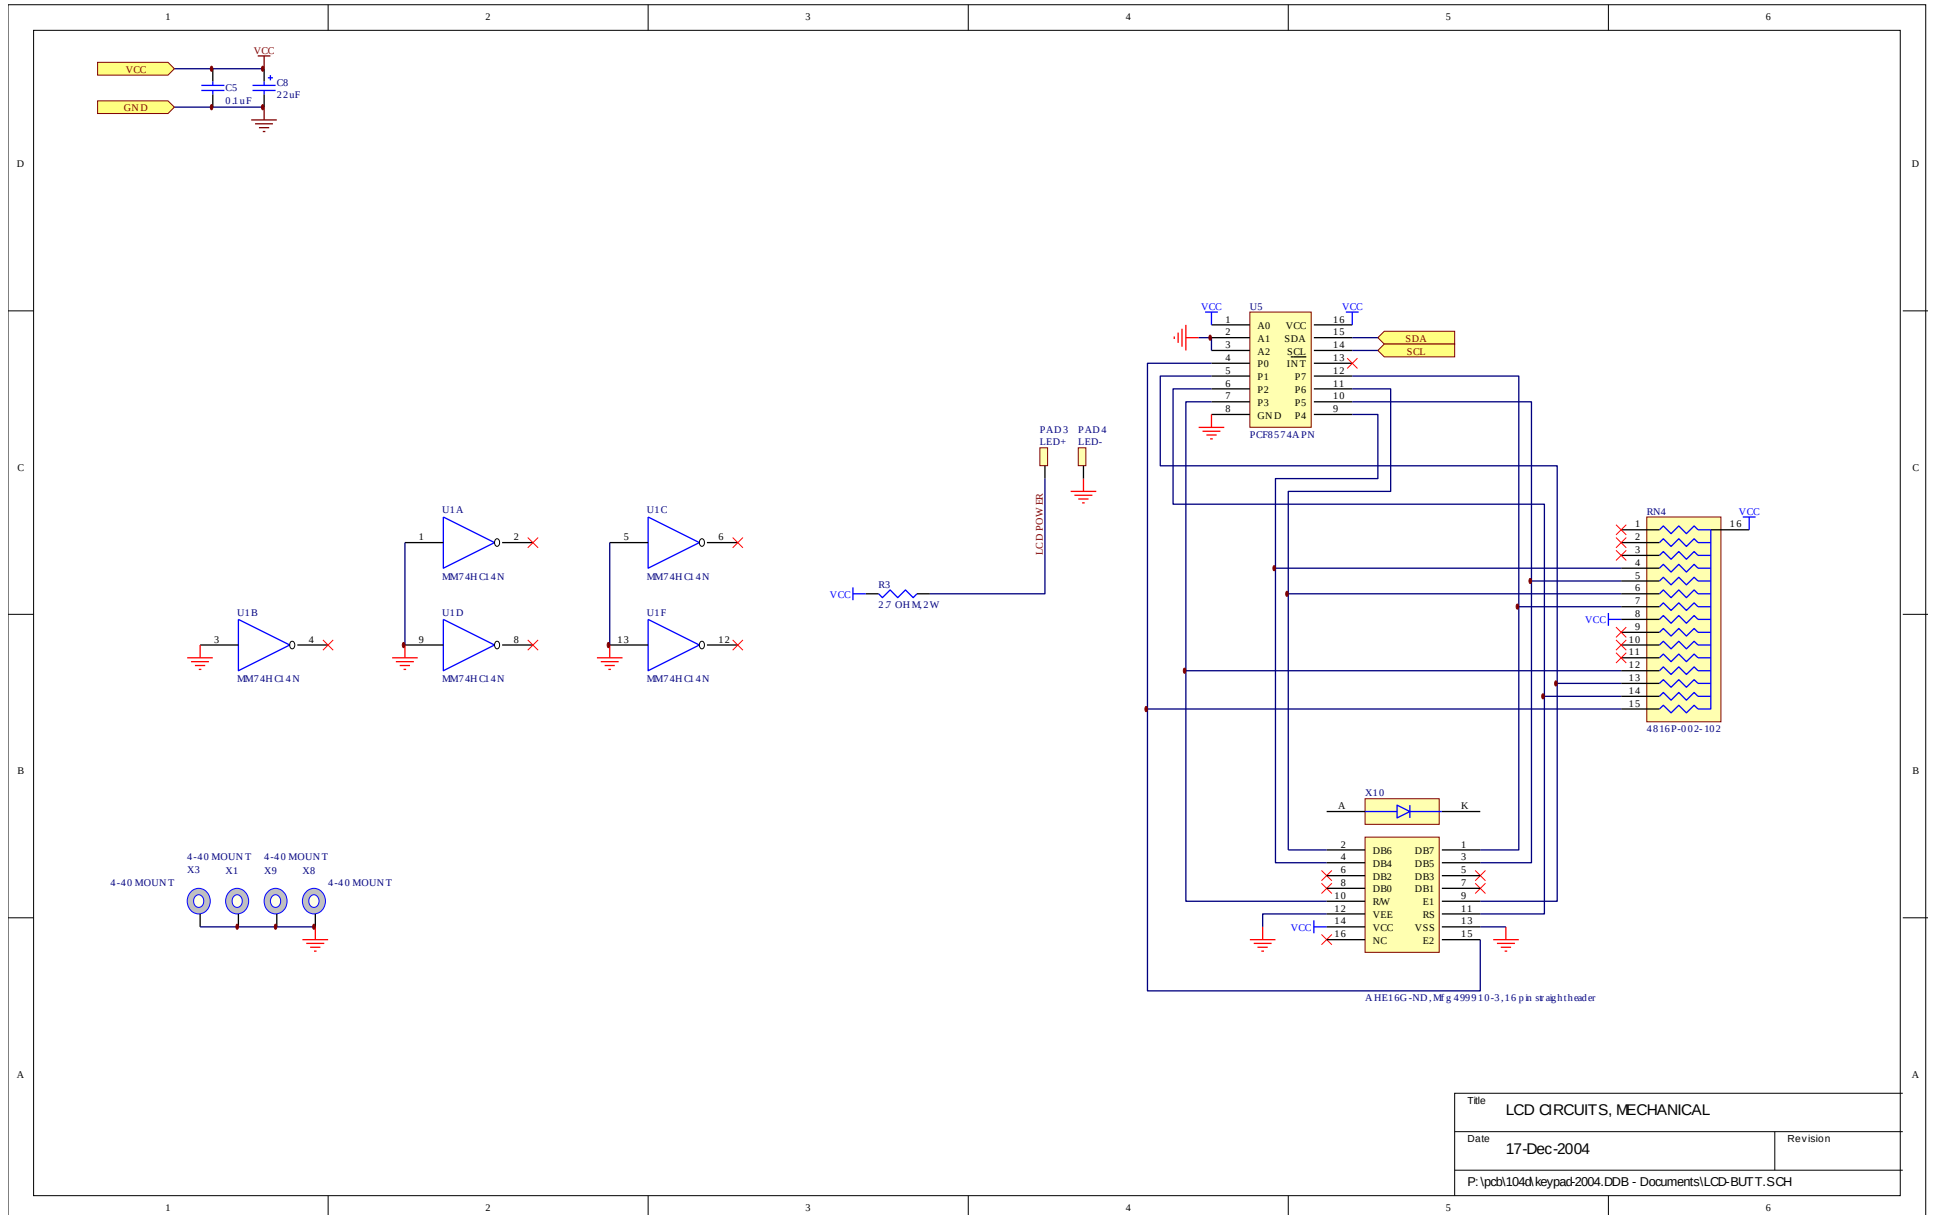 1 2 3 4 5 6
VCC
VCC
C5
0.1uF
+
C8
22uF
GND
D D
VCC U5 VCC
1 A0 VCC 16
2 A1 SDA 15 SDA
3 A2 SCL 14 SCL
4 P0 INT 13
5 P1 P7 12
6 P2 P6 11
7 P3 P5 10
8 GND P4 9
PCF8574APN
PAD3 PAD4
LED+ LED-
LCD POWER
C C
U1A
1 2
MM74HC14N
U1C
5 6
MM74HC14N
R3
VCC
2.7 OHM,2W
U1B
3 4
MM74HC14N
U1D
9 8
MM74HC14N
U1F
13 12
MM74HC14N
RN4 VCC
1 16
2
3
4
5
6
7
VCC 8
9
10
11
12
13
14
15
4816P-002-102
B B
X10
A K
2 DB6 DB7 1
4 DB4 DB5 3
6 DB2 DB3 5
8 DB0 DB1 7
10 RW E1 9
12 VEE RS 11
VCC 14 VCC VSS 13
16 NC E2 15
AHE16G-ND, Mfg 499910-3, 16 pin straight header
4-40 MOUNT 4-40 MOUNT
X3 X1 X9 X8
4-40 MOUNT 4-40 MOUNT
A A
Title
LCD CIRCUITS, MECHANICAL
Date
17-Dec-2004
Revision
P:\pcb\104d\keypad-2004.DDB - Documents\LCD-BUTT.SCH
1 2 3 4 5 6